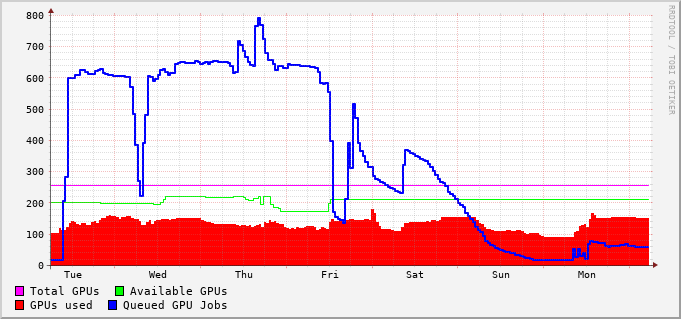 800
700
600
500
400
300
200
100
0
Tue Wed Thu Fri Sat Sun Mon
Total GPUs Available GPUs
GPUs used Queued GPU Jobs
RRDTOOL / TOBI OETIKER